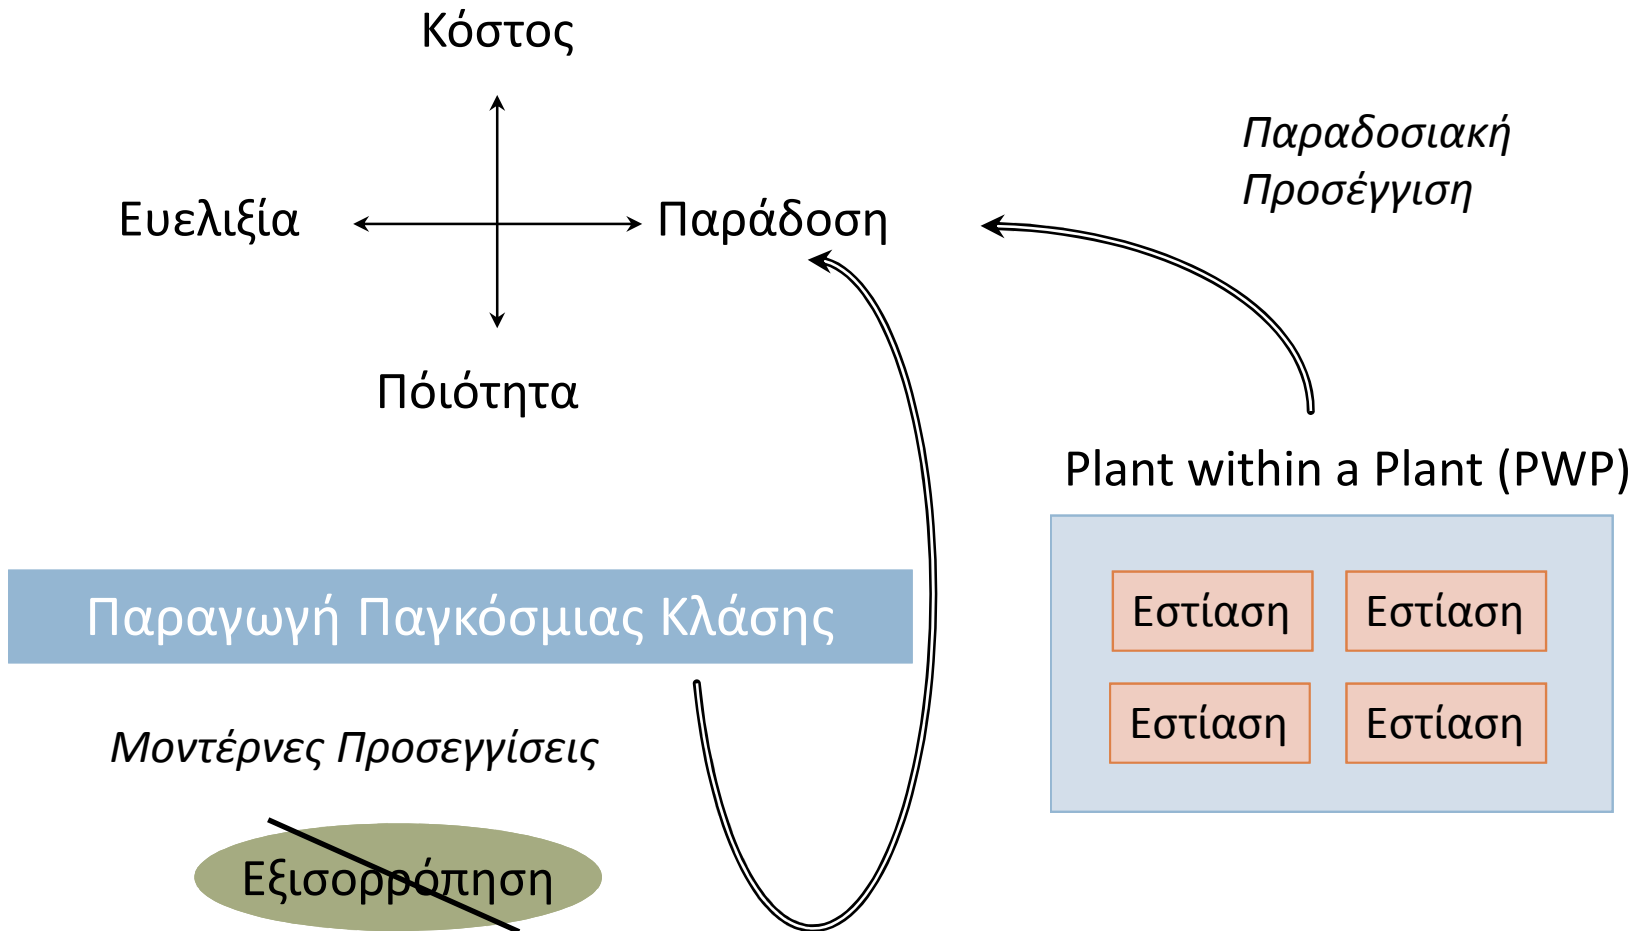 Κόστος
Παραδοσιακή
Προσέγγιση
Ευελιξία
Παράδοση
Πόιότητα
Plant within a Plant (PWP)
Εστίαση
Εστίαση
Εστίαση
Εστίαση
Παραγωγή Παγκόσμιας Κλάσης
Μοντέρνες Προσεγγίσεις
Εξισορρόπηση